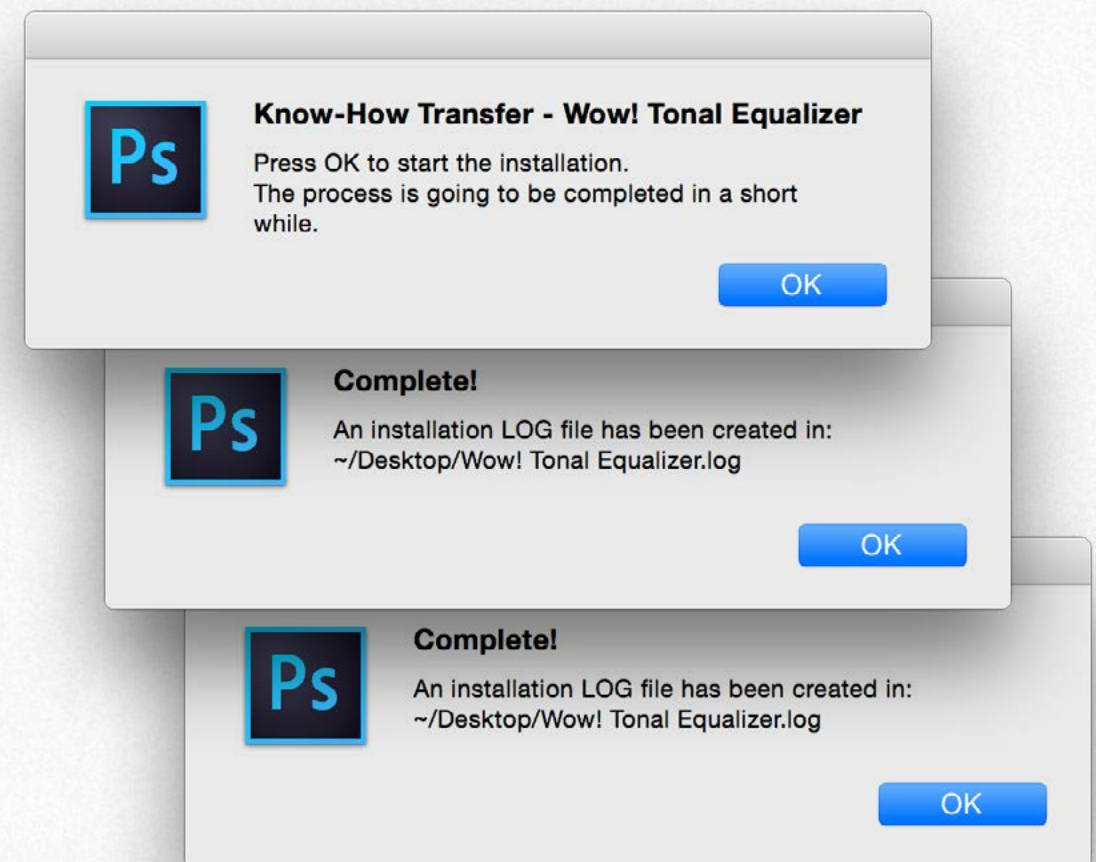 Ps
Know-How Transfer - Wow! Tonal Equalizer
Press OK to start the installation.
The process is going to be completed in a short
while.
OK
Ps
Complete!
An installation LOG file has been created in:
~/Desktop/Wow! Tonal Equalizer.log
OK
Ps
Complete!
An installation LOG file has been created in:
~/Desktop/Wow! Tonal Equalizer.log
OK